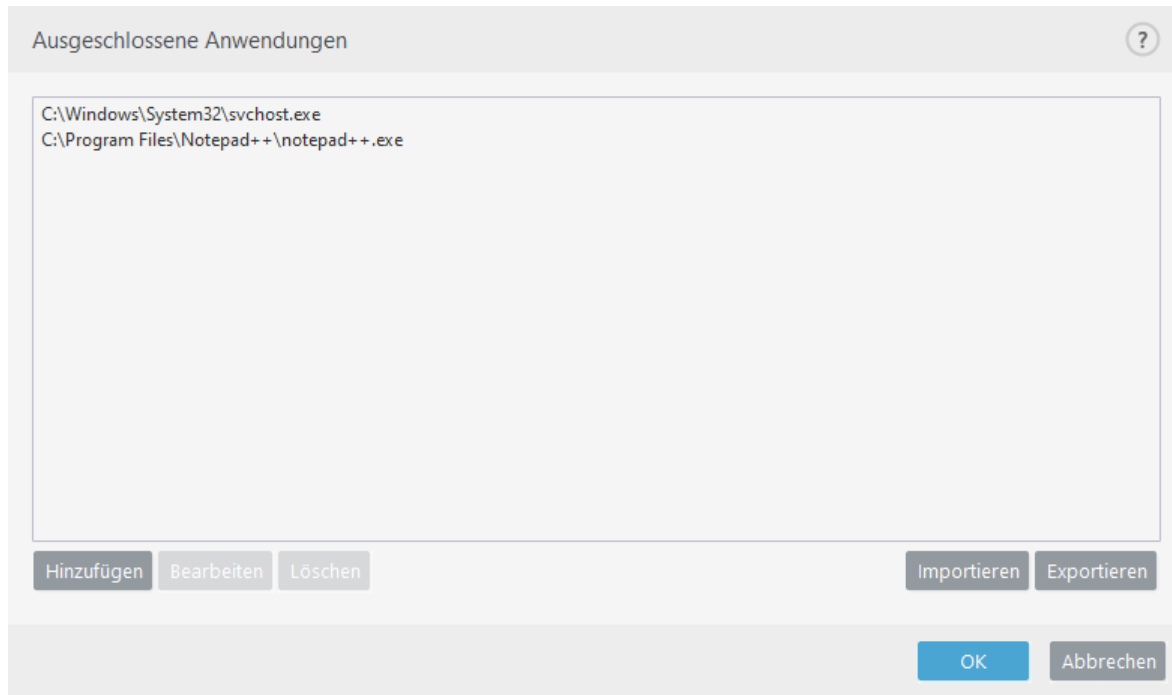 Ausgeschlossene Anwendungen
?
C:\Windows\System32\svchost.exe
C:\Program Files\Notepad++\notepad++.exe
Hinzufügen Bearbeiten Löschen Importieren Exportieren
OK Abbrechen